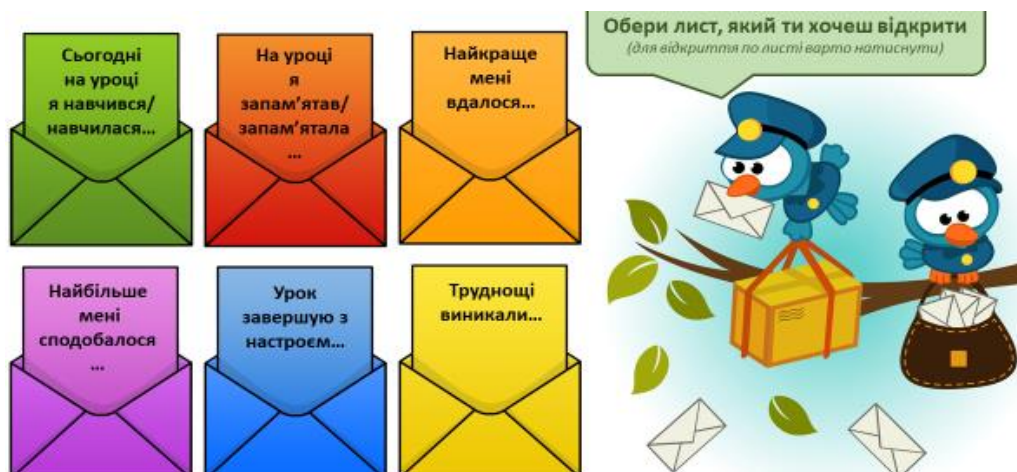 Сьогодні
на уроці
я навчився/
навчилася…
На уроці
я
запам’ятав/
запам’ятала
…
Найкраще
мені
вдалося…
Обери лист, який ти хочеш відкрити
(для відкриття по листі варто натиснути)
Найбільше
мені
сподобалося
…
Урок
завершую з
настроєм…
Труднощі
виникали…